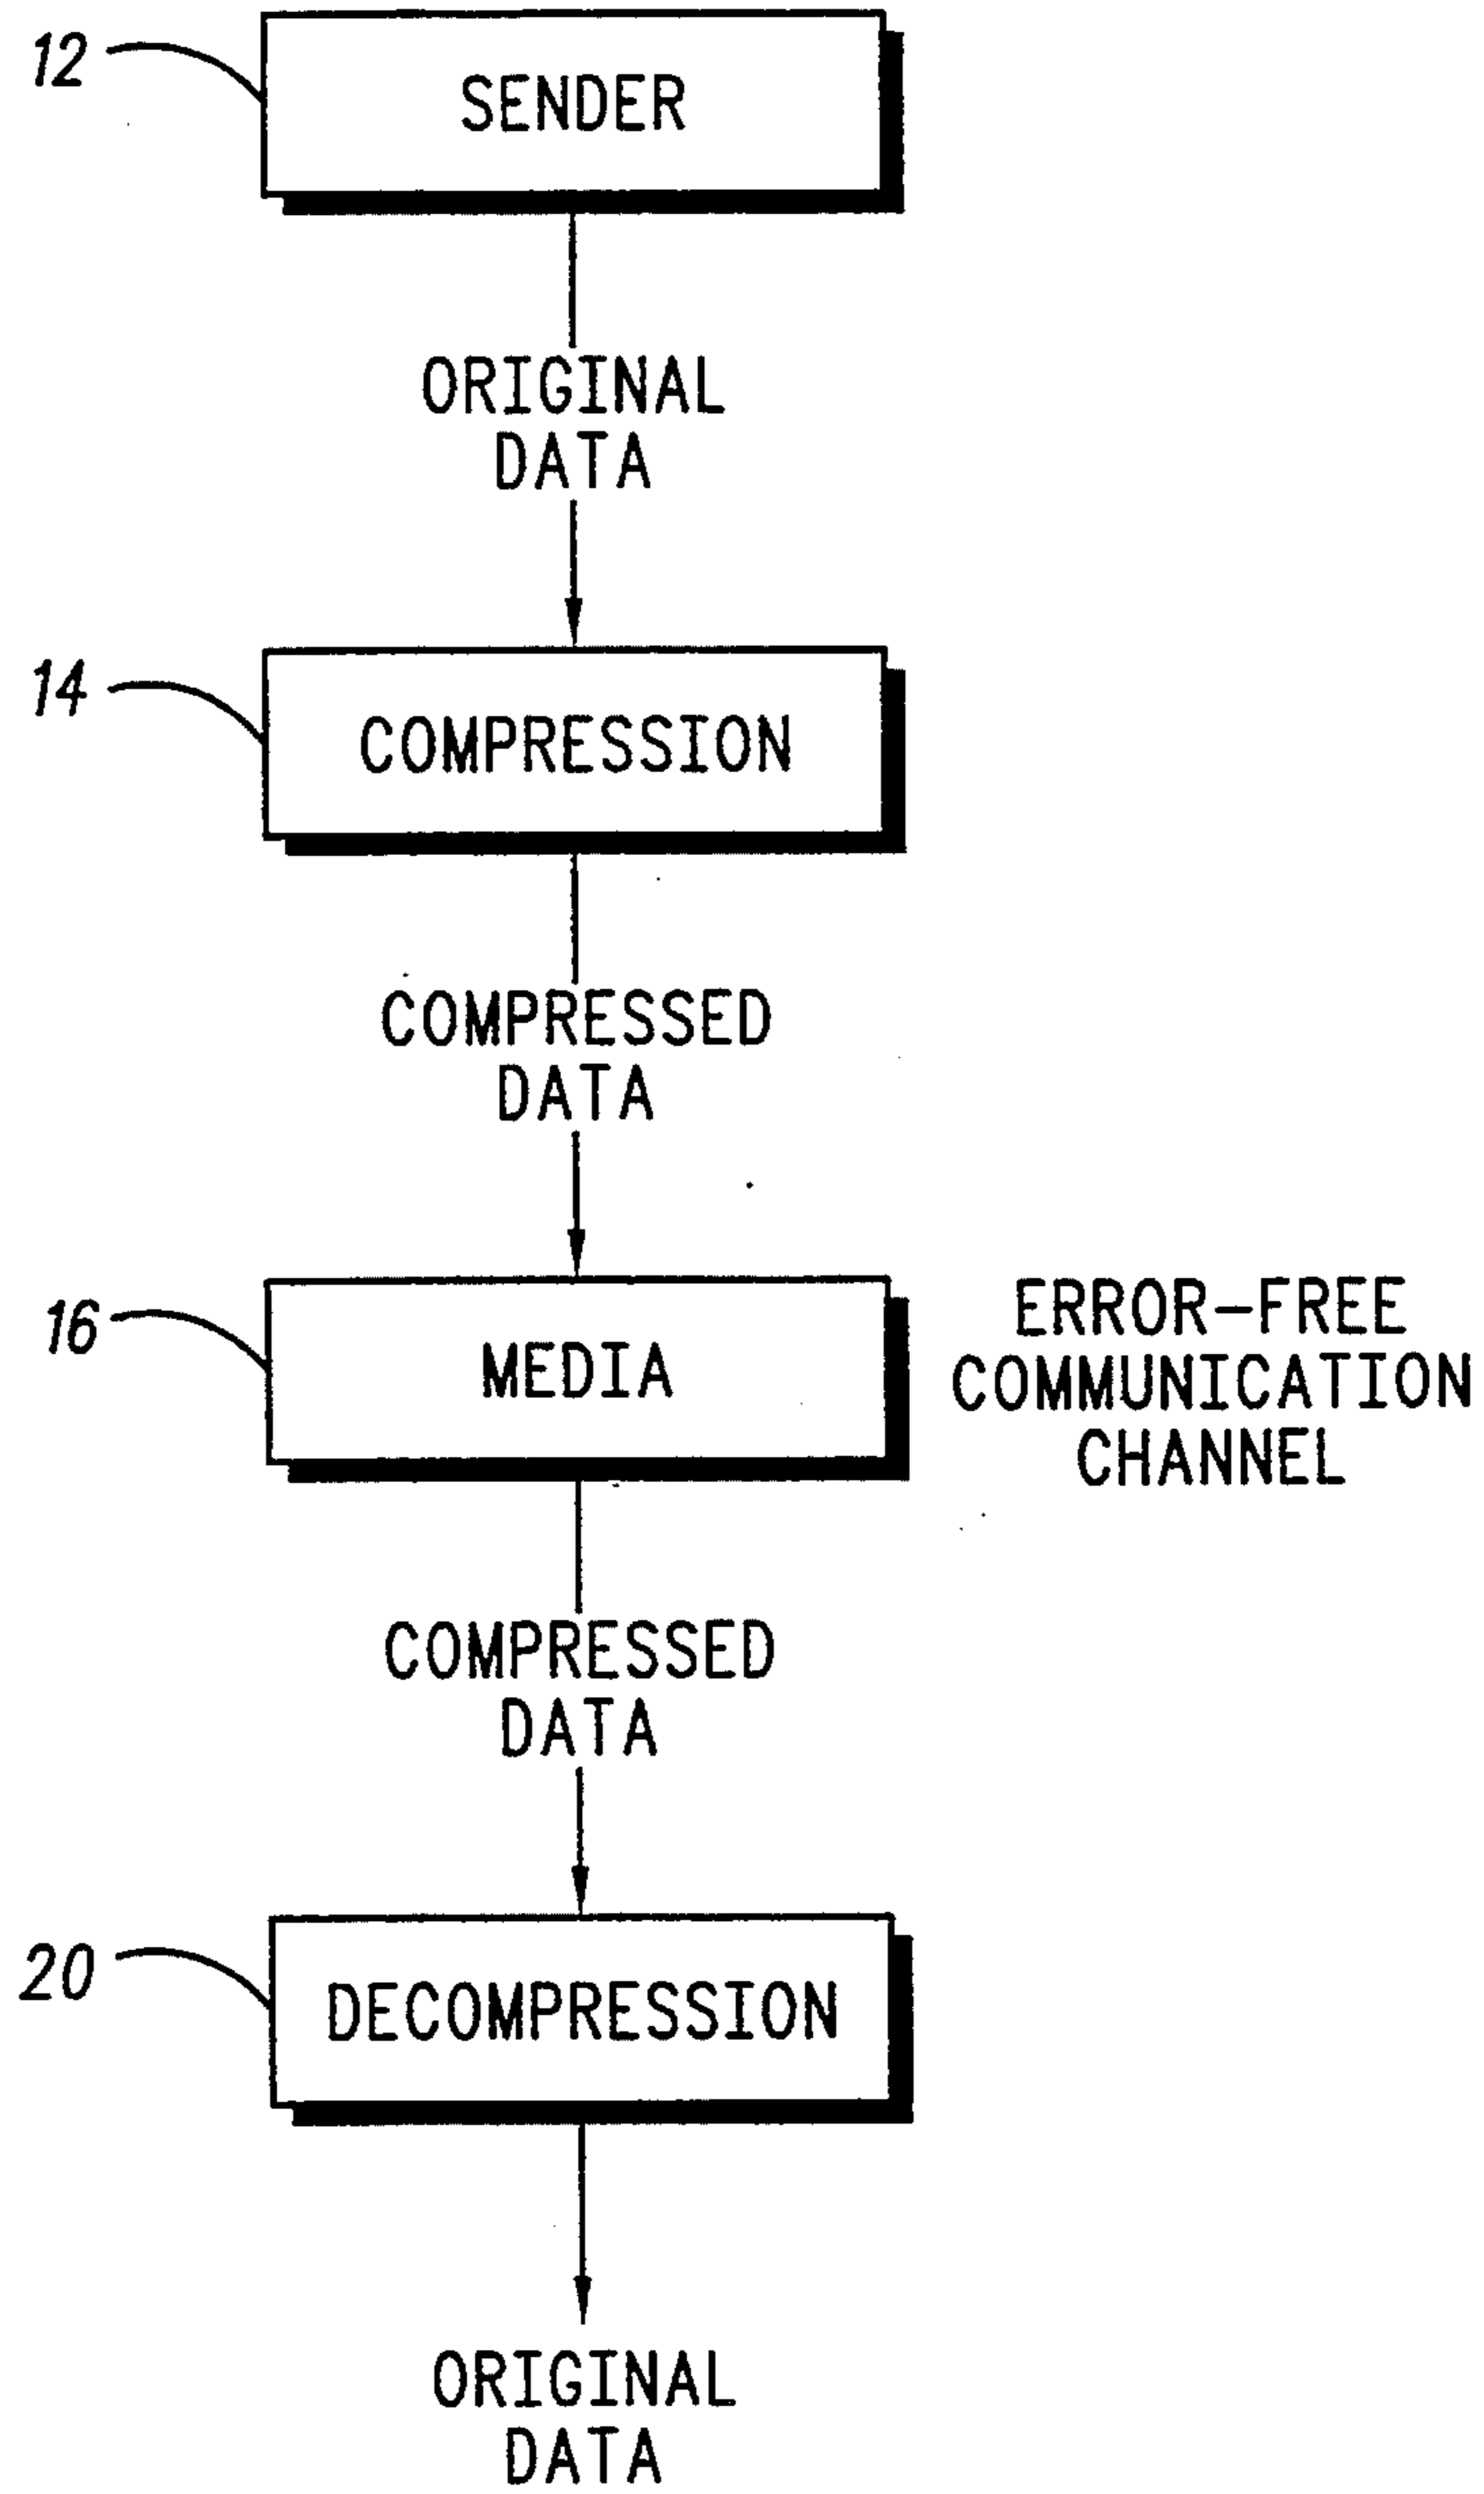 12
SENDER
ORIGINAL
DATA
14
COMPRESSION
COMPRESSED
DATA
16
MEDIA
ERROR-FREE
COMMUNICATION
CHANNEL
COMPRESSED
DATA
20
DECOMPRESSION
ORIGINAL
DATA